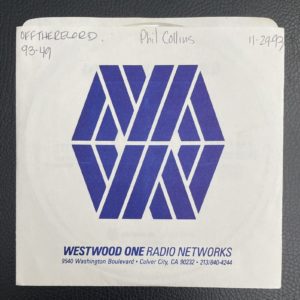 OFF THE RECORD. Phil Collins 11-29-93
93-49
WESTWOOD ONE RADIO NETWORKS
9540 Washington Boulevard • Culver City, CA 90232 • 213/840-4244